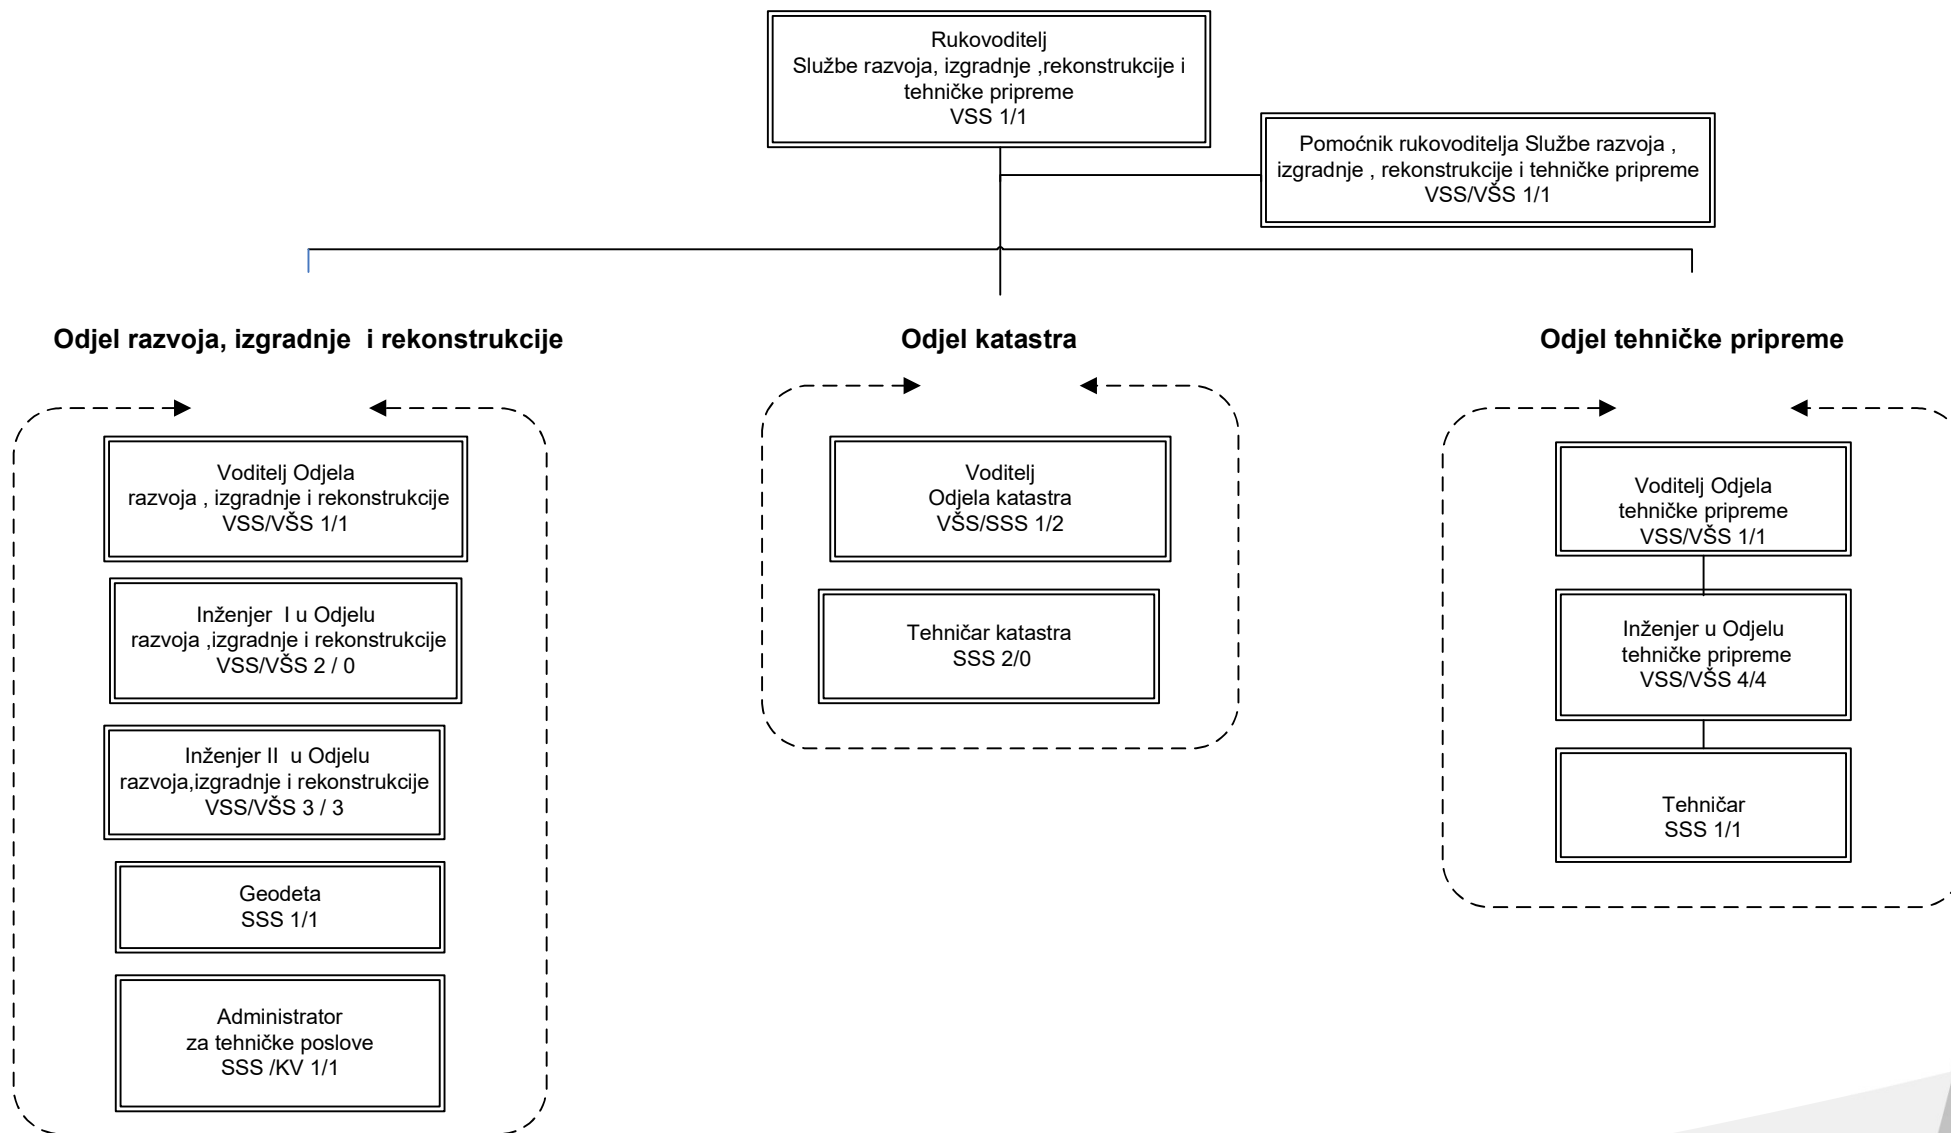 Rukovoditelj
Službe razvoja, izgradnje ,rekonstrukcije i
tehničke pripreme
VSS 1/1
Pomoćnik rukovoditelja Službe razvoja ,
izgradnje , rekonstrukcije i tehničke pripreme
VSS/VŠS 1/1
Odjel razvoja, izgradnje  i rekonstrukcije
Voditelj Odjela
razvoja , izgradnje i rekonstrukcije
VSS/VŠS 1/1
Inženjer  I u Odjelu
razvoja ,izgradnje i rekonstrukcije
VSS/VŠS 2 / 0
Inženjer II  u Odjelu
razvoja,izgradnje i rekonstrukcije
VSS/VŠS 3 / 3
Geodeta
SSS 1/1
Administrator
za tehničke poslove
SSS /KV 1/1
Odjel katastra
Voditelj
Odjela katastra
VŠS/SSS 1/2
Tehničar katastra
SSS 2/0
Odjel tehničke pripreme
Voditelj Odjela
tehničke pripreme
VSS/VŠS 1/1
Inženjer u Odjelu
tehničke pripreme
VSS/VŠS 4/4
Tehničar
SSS 1/1